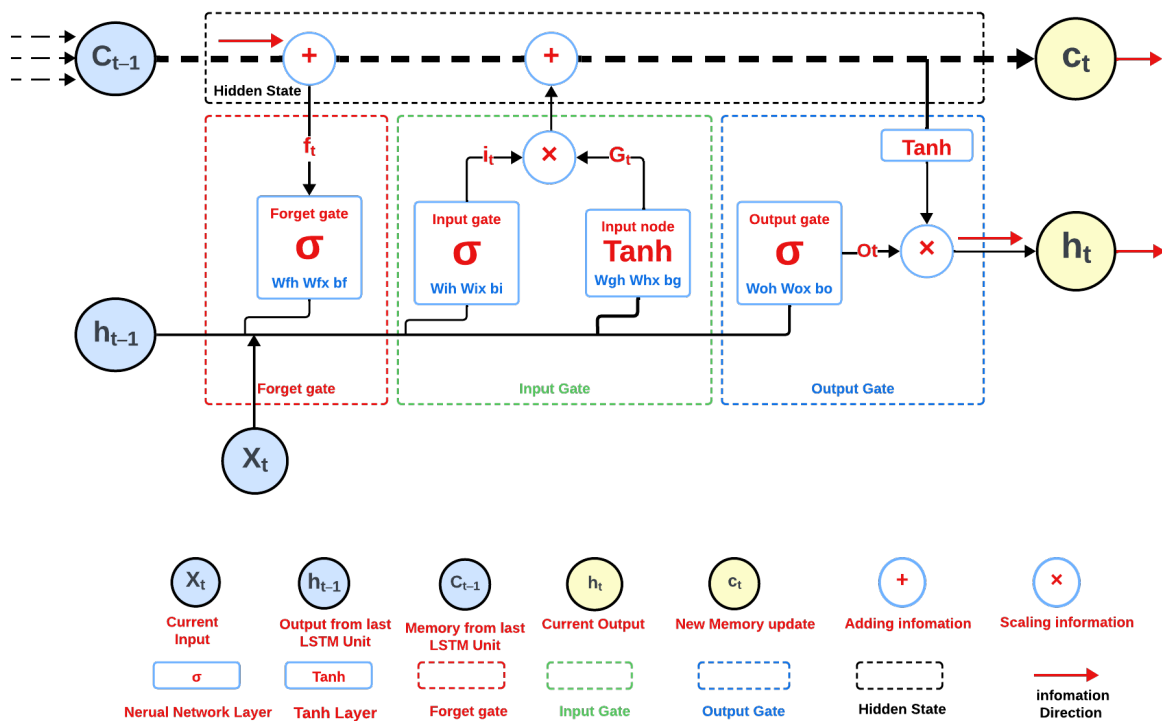 Ct–1
+
+
ct
Hidden State
ft
it
×
Gt
Tanh
Forget gate
σ
Wfh Wfx bf
Input gate
σ
Wih Wix bi
Input node
Tanh
Wgh Whx bg
Output gate
σ
Woh Wox bo
Ot
×
ht
ht–1
Forget gate
Input Gate
Output Gate
Xt
Xt
ht–1
Ct–1
ht
ct
+
×
Current
Input
Output from last
LSTM Unit
Memory from last
LSTM Unit
Current Output
New Memory update
Adding infomation
Scaling information
σ
Tanh
Nerual Network Layer
Tanh Layer
Forget gate
Input Gate
Output Gate
Hidden State
infomation
Direction